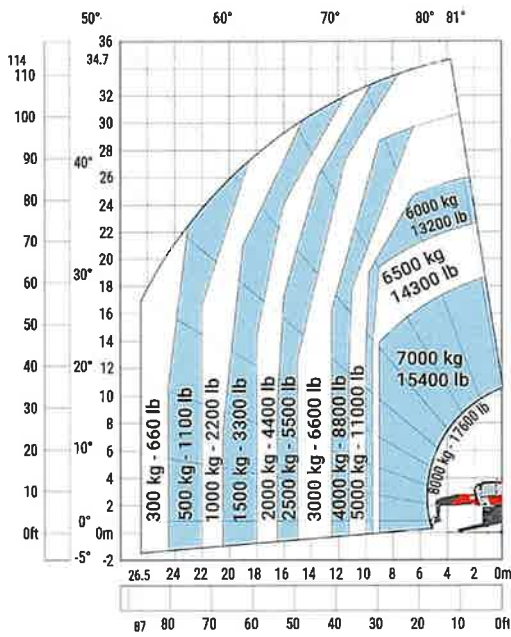 50° 60° 70° 80° 81°
36
114 34.7
110
32
100 30
28
90 40° 26
24
80
22
70 20
60 30° 18
16
50
14
40 20° 12
10
30
8
20 10° 6
4
10
0° 2
0ft 0m
-5° -2
6000 kg
13200 lb
6500 kg
14300 lb
7000 kg
15400 lb
8000 kg - 17600 lb
300 kg - 660 lb
500 kg - 1100 lb
1000 kg - 2200 lb
1500 kg - 3300 lb
2000 kg - 4400 lb
2500 kg - 5500 lb
3000 kg - 6600 lb
4000 kg - 8800 lb
5000 kg - 11000 lb
26.5 24 22 20 18 16 14 12 10 8 6 4 2 0m
87 80 70 60 50 40 30 20 10 0ft